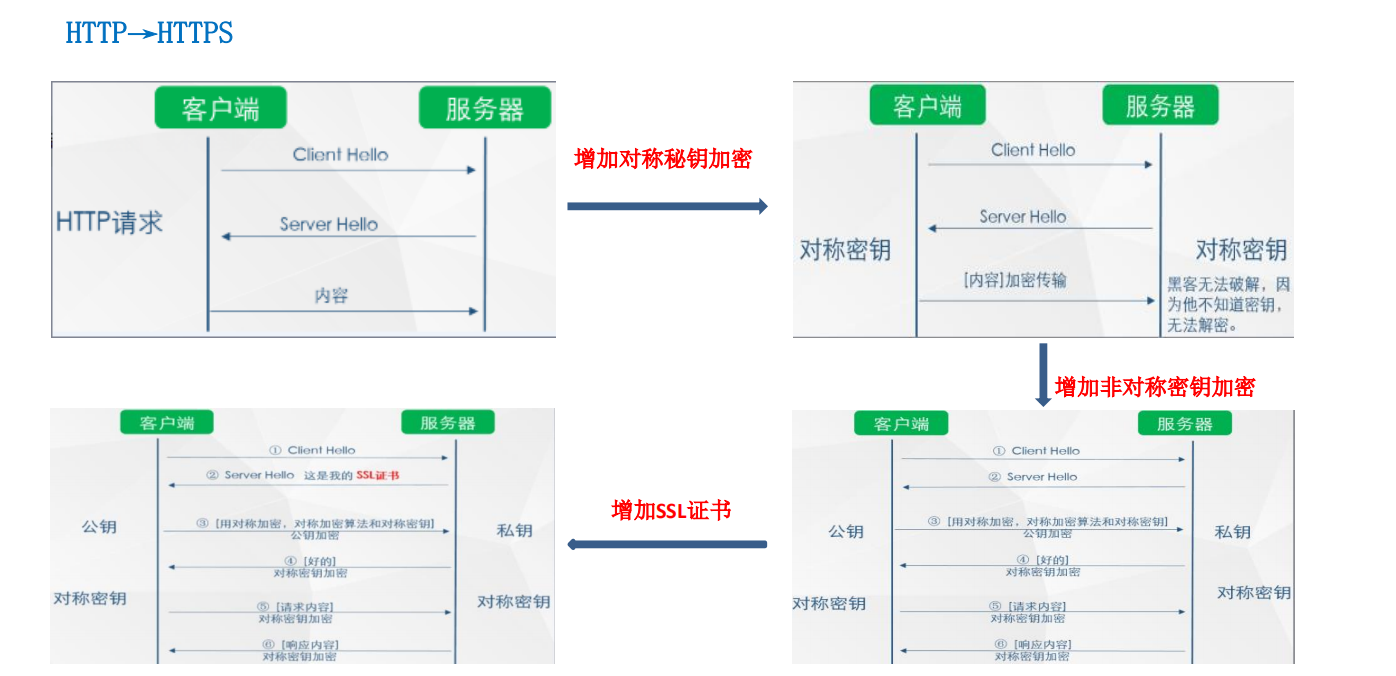 HTTP→HTTPS
客户端
服务器
Client Hello
HTTP请求
Server Hello
内容
增加对称秘钥加密
客户端
服务器
Client Hello
Server Hello
对称密钥
对称密钥
[内容]加密传输
黑客无法破解，因
为他不知道密钥，
无法解密。
增加非对称密钥加密
客户端
服务器
① Client Hello
② Server Hello
③ [用对称加密，对称加密算法和对称密钥]
公钥加密
公钥
私钥
④ [好的]
对称密钥加密
对称密钥
对称密钥
⑤ [请求内容]
对称密钥加密
⑥ [响应内容]
对称密钥加密
增加SSL证书
客户端
服务器
① Client Hello
② Server Hello 这是我的 SSL证书
③ [用对称加密，对称加密算法和对称密钥]
公钥加密
公钥
私钥
④ [好的]
对称密钥加密
对称密钥
对称密钥
⑤ [请求内容]
对称密钥加密
⑥ [响应内容]
对称密钥加密